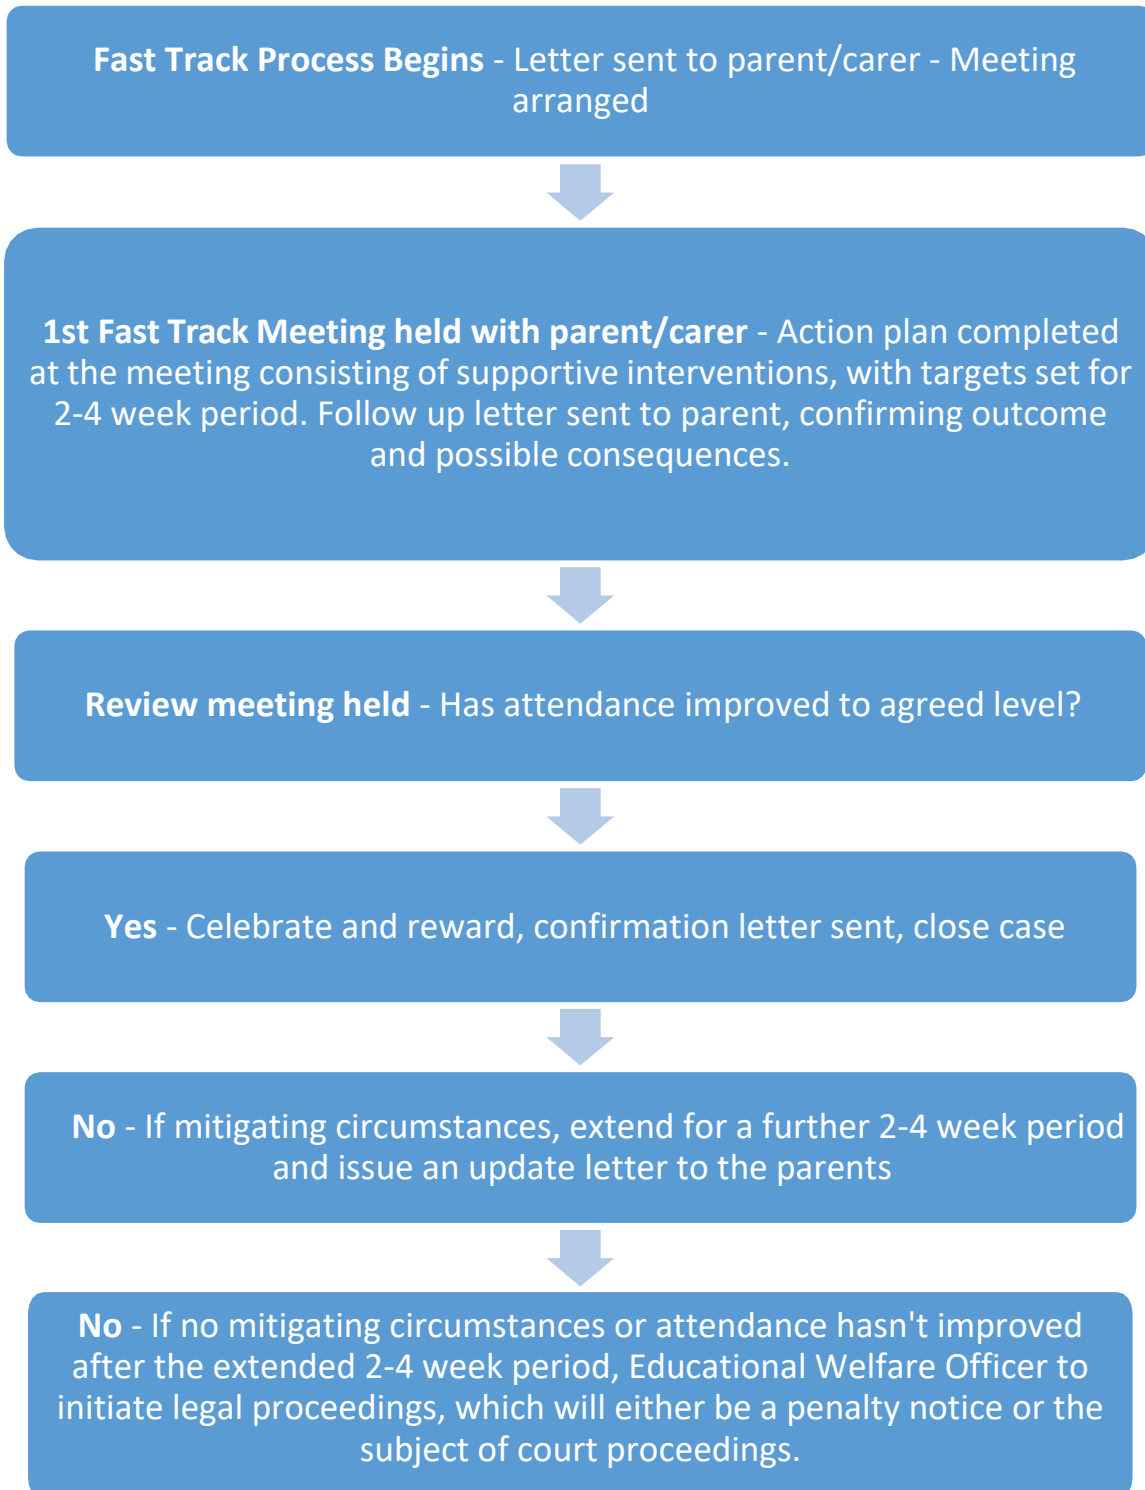 Fast Track Process Begins - Letter sent to parent/carer - Meeting
arranged
1st Fast Track Meeting held with parent/carer - Action plan completed
at the meeting consisting of supportive interventions, with targets set for
2-4 week period. Follow up letter sent to parent, confirming outcome
and possible consequences.
Review meeting held - Has attendance improved to agreed level?
Yes - Celebrate and reward, confirmation letter sent, close case
No - If mitigating circumstances, extend for a further 2-4 week period
and issue an update letter to the parents
No - If no mitigating circumstances or attendance hasn't improved
after the extended 2-4 week period, Educational Welfare Officer to
initiate legal proceedings, which will either be a penalty notice or the
subject of court proceedings.